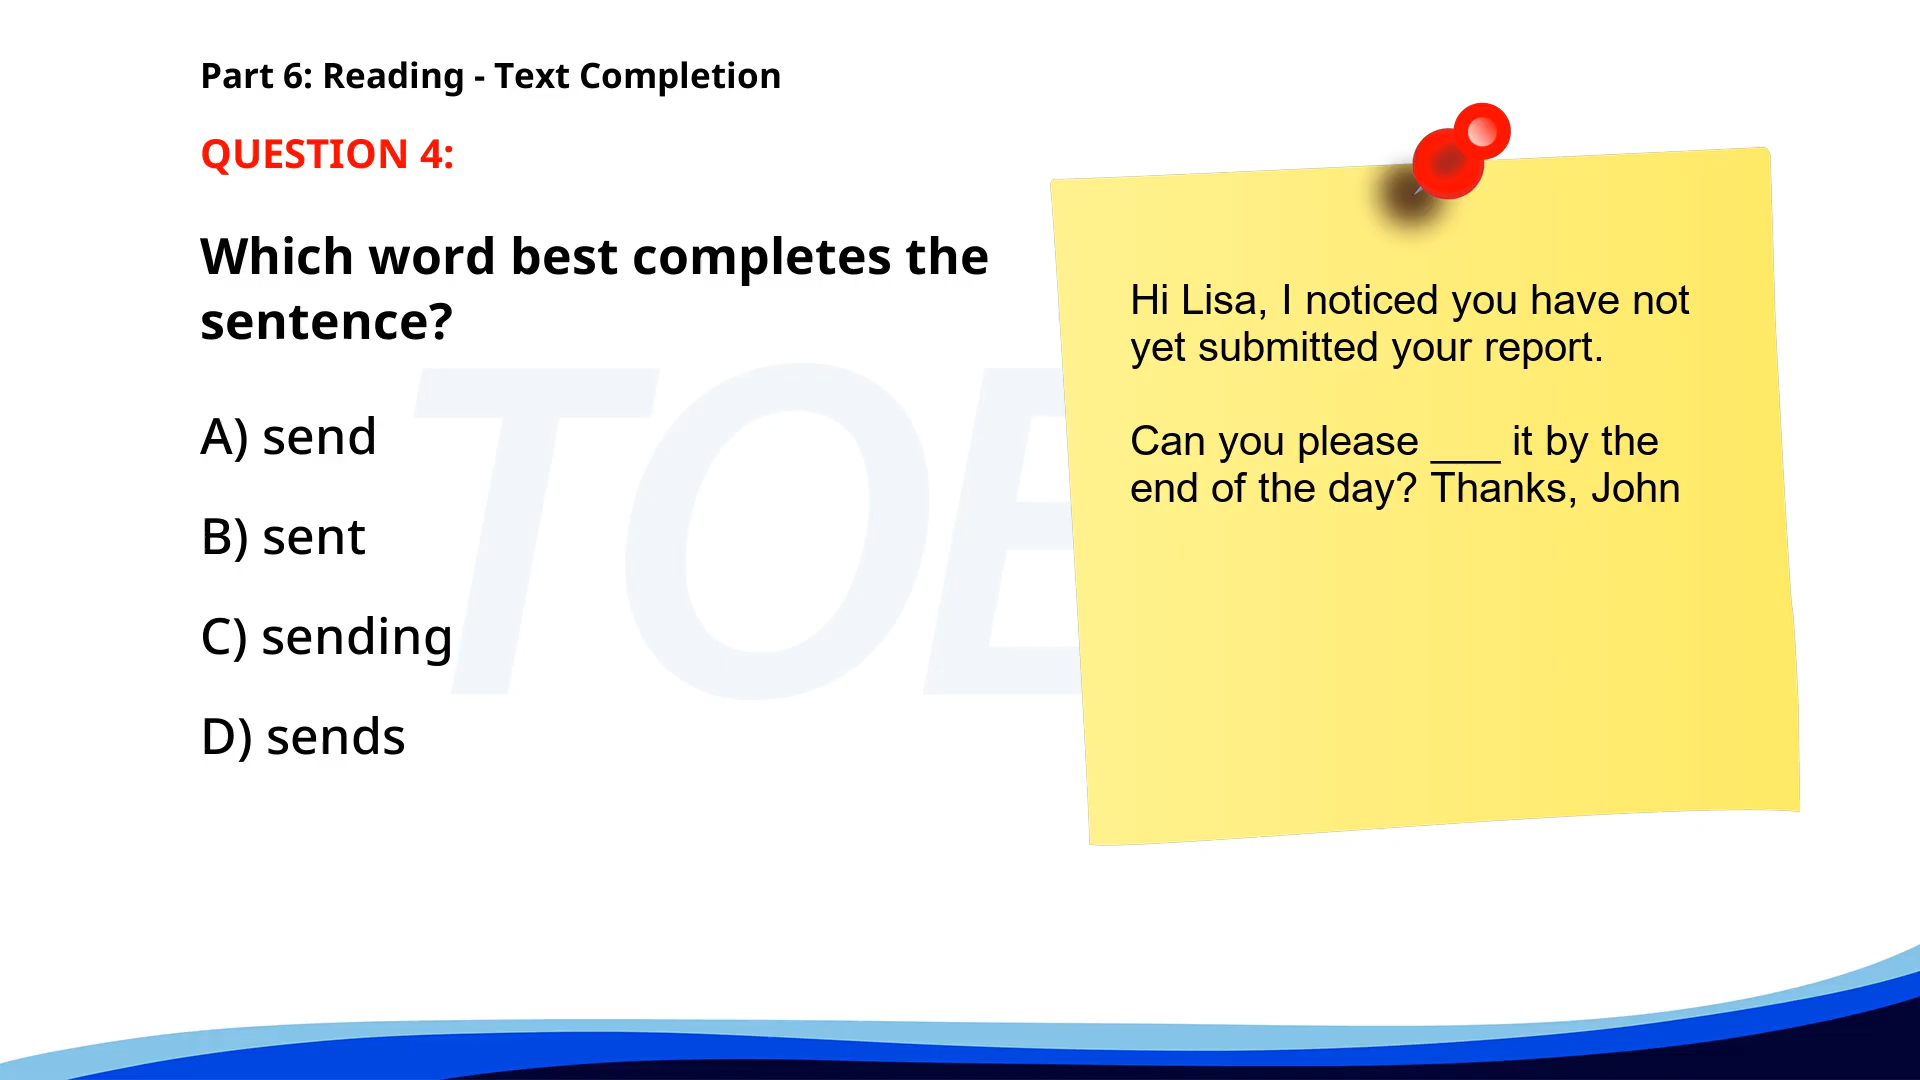 Part 6: Reading - Text Completion
QUESTION 4:
Which word best completes the
sentence?
A) send
B) sent
C) sending
D) sends
Hi Lisa, I noticed you have not
yet submitted your report.
Can you please ___ it by the
end of the day? Thanks, John
TOE